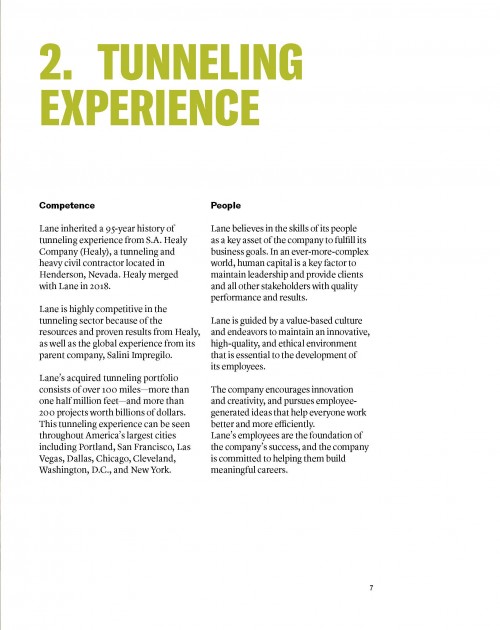 2. TUNNELING
EXPERIENCE
Competence
Lane inherited a 95-year history of
tunneling experience from S.A. Healy
Company (Healy), a tunneling and
heavy civil contractor located in
Henderson, Nevada. Healy merged
with Lane in 2018.
Lane is highly competitive in the
tunneling sector because of the
resources and proven results from Healy,
as well as the global experience from its
parent company, Salini Impregilo.
Lane's acquired tunneling portfolio
consists of over 100 miles—more than
one half million feet—and more than
200 projects worth billions of dollars.
This tunneling experience can be seen
throughout America's largest cities
including Portland, San Francisco, Las
Vegas, Dallas, Chicago, Cleveland,
Washington, D.C., and New York.
People
Lane believes in the skills of its people
as a key asset of the company to fulfill its
business goals. In an ever-more-complex
world, human capital is a key factor to
maintain leadership and provide clients
and all other stakeholders with quality
performance and results.
Lane is guided by a value-based culture
and endeavors to maintain an innovative,
high-quality, and ethical environment
that is essential to the development of
its employees.
The company encourages innovation
and creativity, and pursues employee-
generated ideas that help everyone work
better and more efficiently.
Lane's employees are the foundation of
the company's success, and the company
is committed to helping them build
meaningful careers.
7